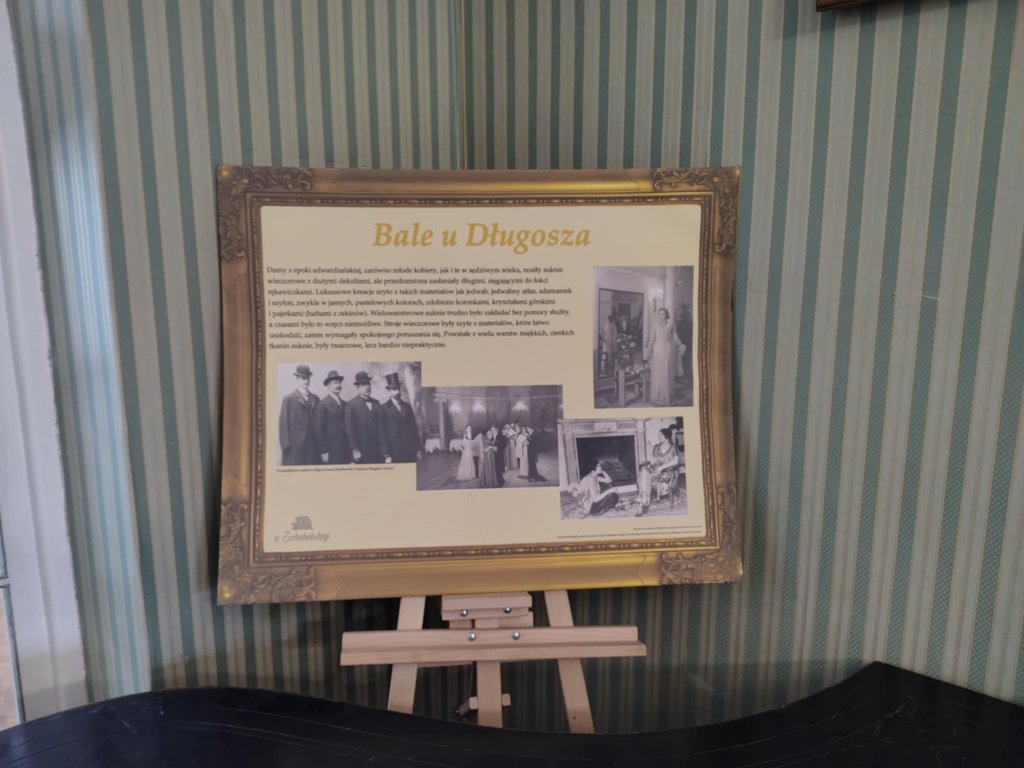 Bale u Długosza
Damy z epoki edwardiańskiej, zarówno młode kobiety, jak i te w sędziwym wieku, nosiły suknie
wieczorowe z dużymi dekoltami, ale przedramiona zasłaniały długimi, sięgającymi do łokci
rękawiczkami. Luksusowe kreacje szyto z takich materiałów jak jedwab, jedwabny atłas, adamaszek
i szyfon, zwykle w jasnych, pastelowych kolorach, zdobiono koronkami, kryształami górskimi
i pajetkami (haftami z cekinów). Wielowarstwowe suknie trudno było zakładać bez pomocy służby,
a czasami było to wręcz niemożliwe. Stroje wieczorowe były szyte z materiałów, które łatwo
uszkodzić, zatem wymagały spokojnego poruszania się. Powstałe z wielu warstw miękkich, cienkich
tkanin suknie, były twarzowe, lecz bardzo niepraktyczne.